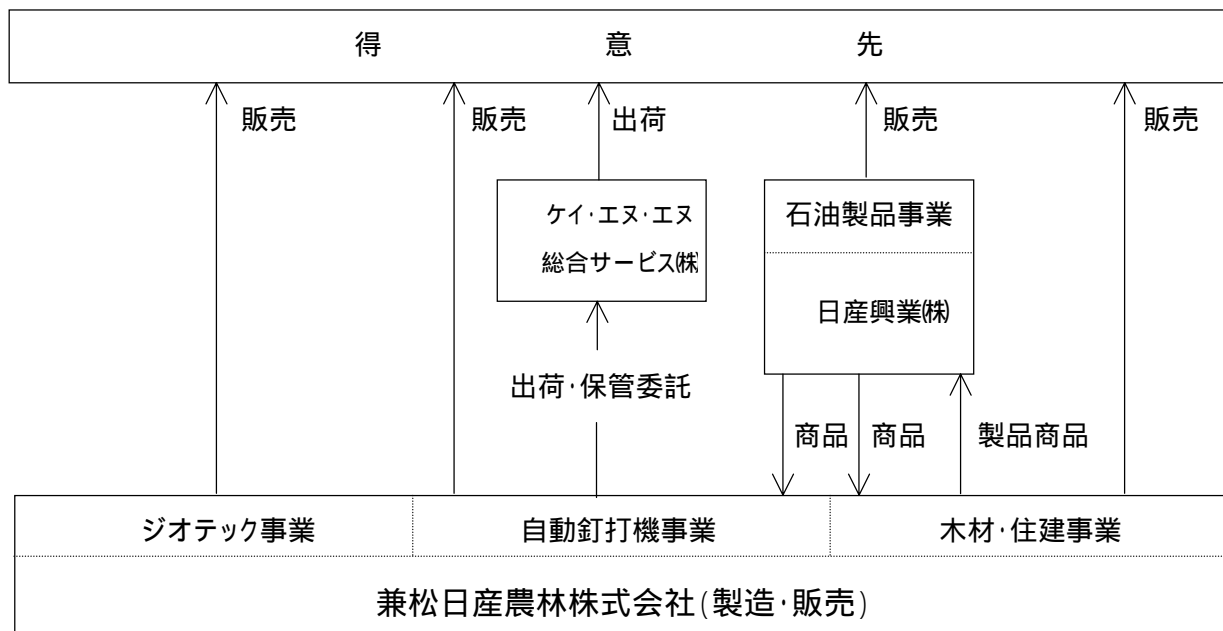 得意先
販売
販売
出荷
販売
販売
ケイ・エヌ・エヌ
総合サービス㈱
石油製品事業
日産興業㈱
出荷・保管委託
商品
商品
製品商品
ジオテック事業
自動釘打機事業
木材・住建事業
兼松日産農林株式会社(製造・販売)